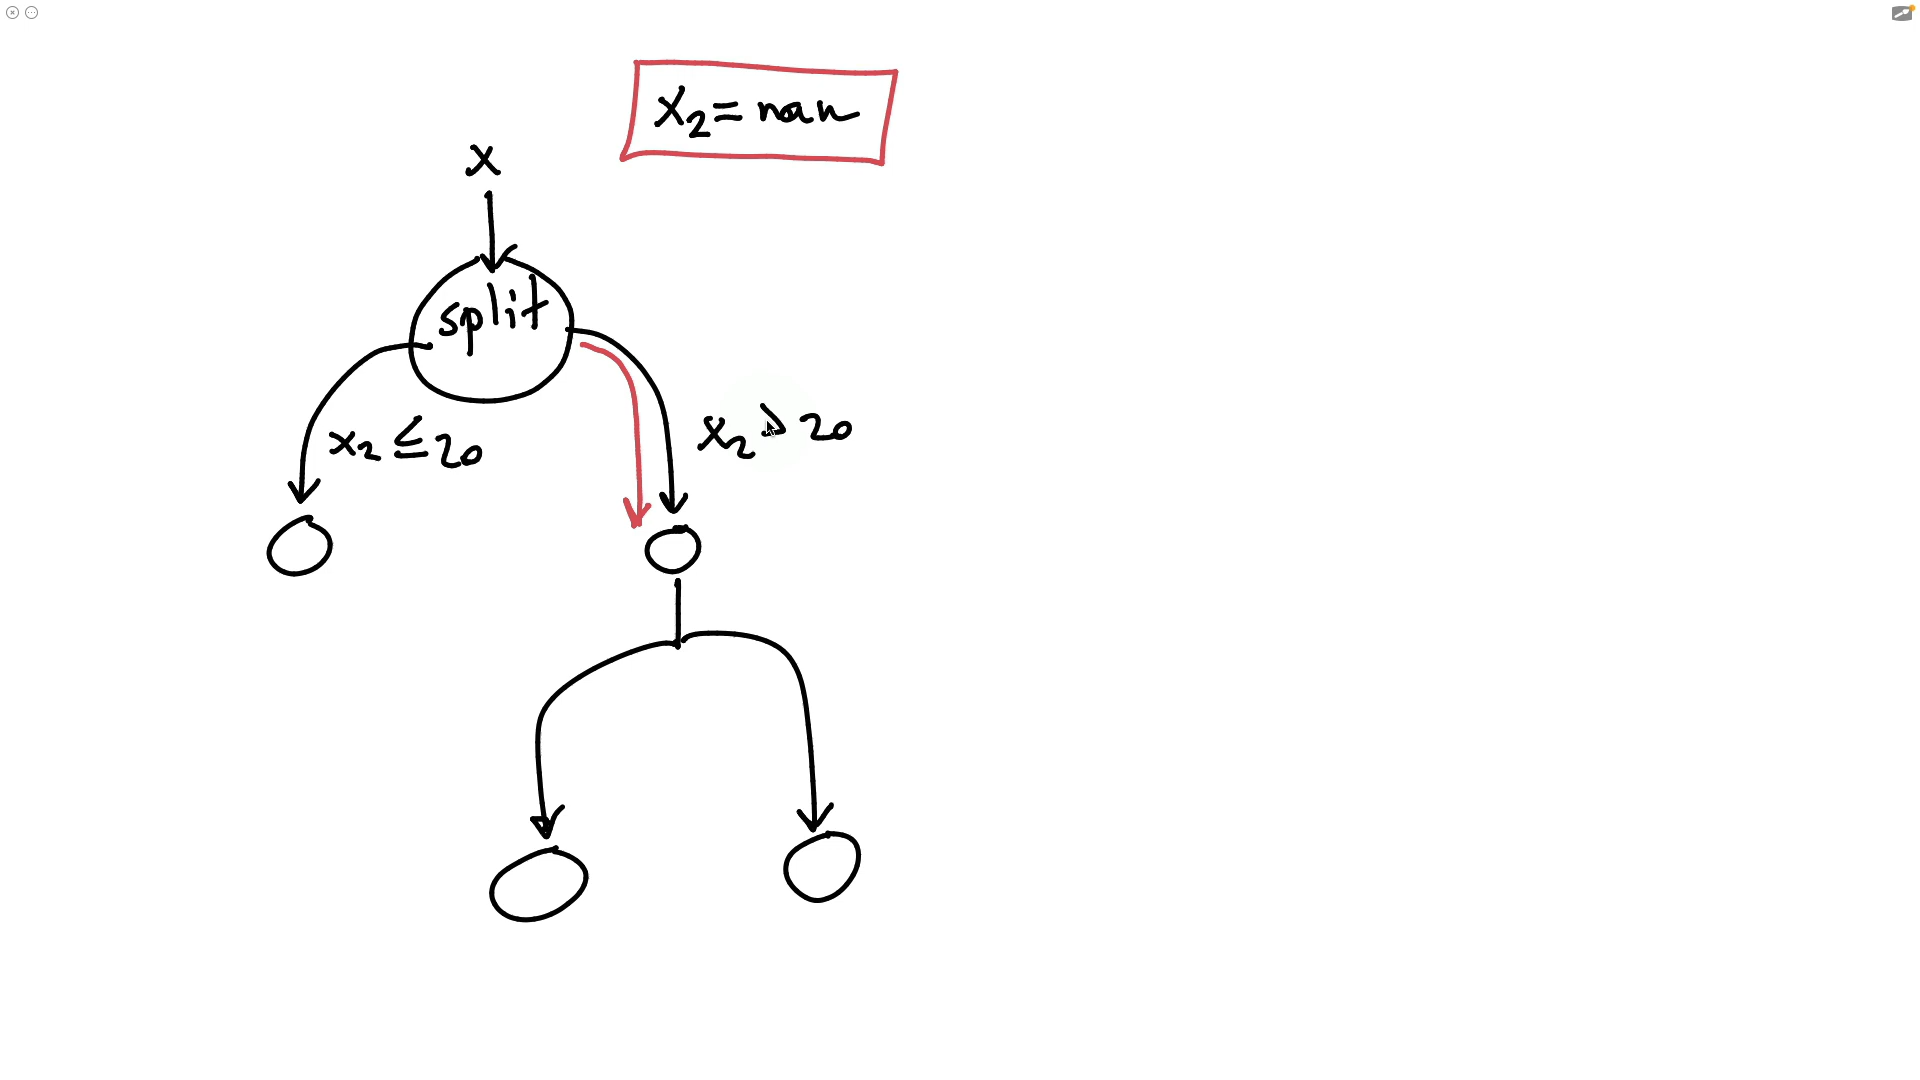 x₂ = nan
x
split
x₂ ≤ 20
x₂ > 20